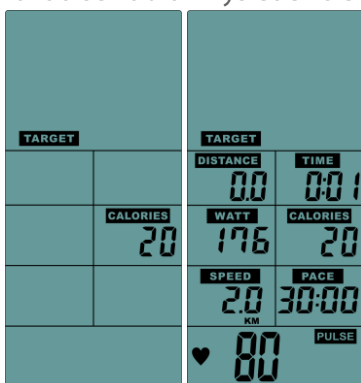 TARGET
CALORIES
20
TARGET
DISTANCE TIME
0.0 0:01
WATT CALORIES
176 20
SPEED PACE
2.0 30:00
KM
PULSE
80